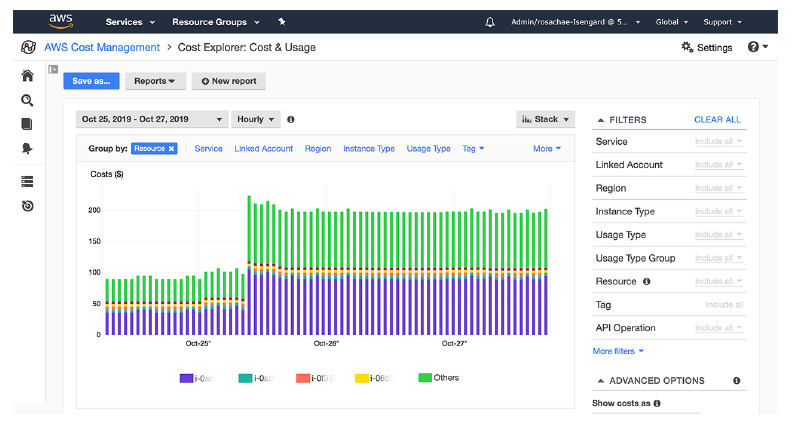 aws Services Resource Groups Admin/rosachae-Isengard @ 5... Global Support
AWS Cost Management > Cost Explorer: Cost & Usage Settings
Save as... Reports New report
Oct 25, 2019 - Oct 27, 2019 Hourly Stack
Group by: Resource Service Linked Account Region Instance Type Usage Type Tag More
Costs ($)
200
150
100
50
0
Oct-25* Oct-26* Oct-27*
i-0a i-0ab i-0f3 i-06b Others
FILTERS CLEAR ALL
Service Include all
Linked Account Include all
Region Include all
Instance Type Include all
Usage Type Include all
Usage Type Group Include all
Resource Include all
Tag Include all
API Operation Include all
More filters
ADVANCED OPTIONS
Show costs as